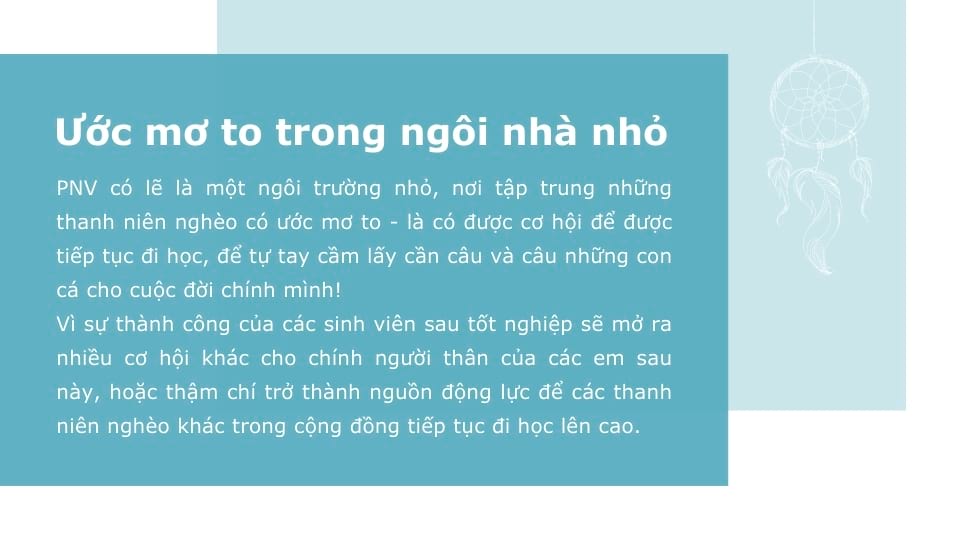 Ước mơ to trong ngôi nhà nhỏ
PNV có lẽ là một ngôi trường nhỏ, nơi tập trung những
thanh niên nghèo có ước mơ to - là có được cơ hội để được
tiếp tục đi học, để tự tay cầm lấy cần câu và câu những con
cá cho cuộc đời chính mình!
Vì sự thành công của các sinh viên sau tốt nghiệp sẽ mở ra
nhiều cơ hội khác cho chính người thân của các em sau
này, hoặc thậm chí trở thành nguồn động lực để các thanh
niên nghèo khác trong cộng đồng tiếp tục đi học lên cao.